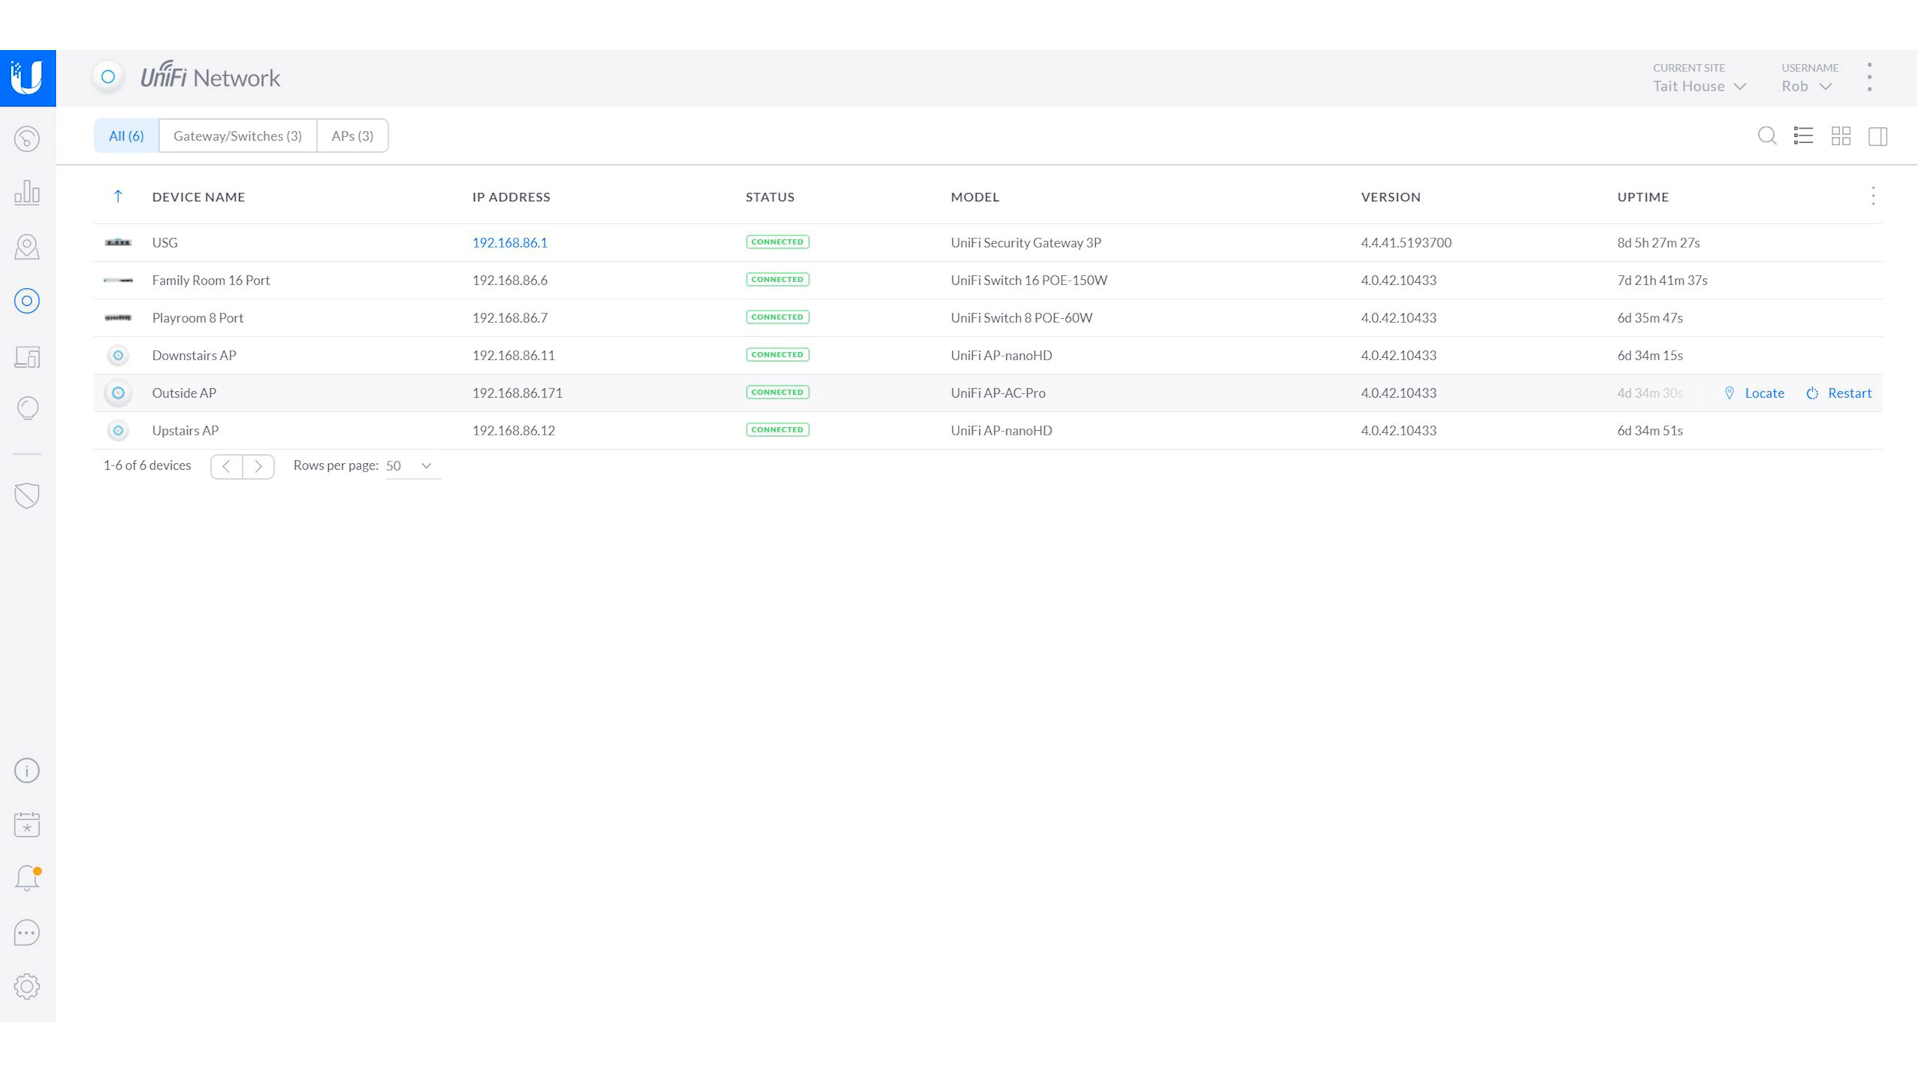 UniFi Network
CURRENT SITE
Tait House
USERNAME
Rob
All (6)
Gateway/Switches (3)
APs (3)
DEVICE NAME IP ADDRESS STATUS MODEL VERSION UPTIME
USG 192.168.86.1 CONNECTED UniFi Security Gateway 3P 4.4.41.5193700 8d 5h 27m 27s
Family Room 16 Port 192.168.86.6 CONNECTED UniFi Switch 16 POE-150W 4.0.42.10433 7d 21h 41m 37s
Playroom 8 Port 192.168.86.7 CONNECTED UniFi Switch 8 POE-60W 4.0.42.10433 6d 35m 47s
Downstairs AP 192.168.86.11 CONNECTED UniFi AP-nanoHD 4.0.42.10433 6d 34m 15s
Outside AP 192.168.86.171 CONNECTED UniFi AP-AC-Pro 4.0.42.10433 4d 34m 30s Locate Restart
Upstairs AP 192.168.86.12 CONNECTED UniFi AP-nanoHD 4.0.42.10433 6d 34m 51s
1-6 of 6 devices Rows per page: 50